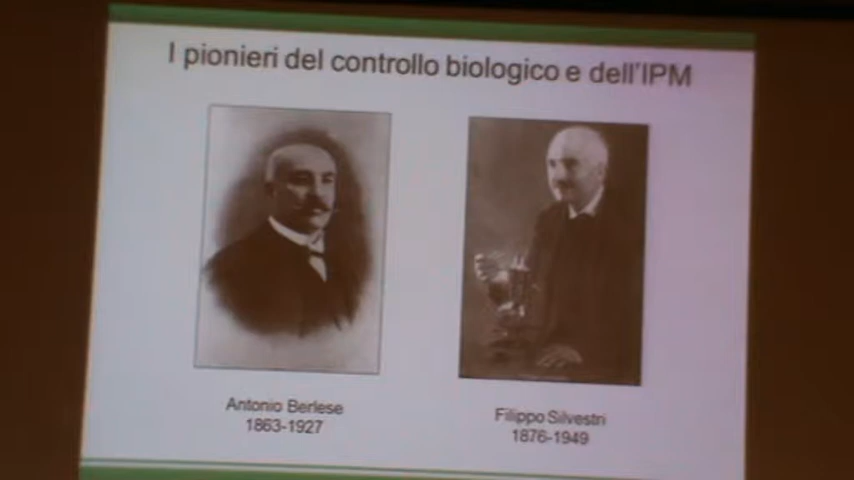 I pionieri del controllo biologico e dell'IPM
Antonio Berlese
1863-1927
Filippo Silvestri
1876-1949